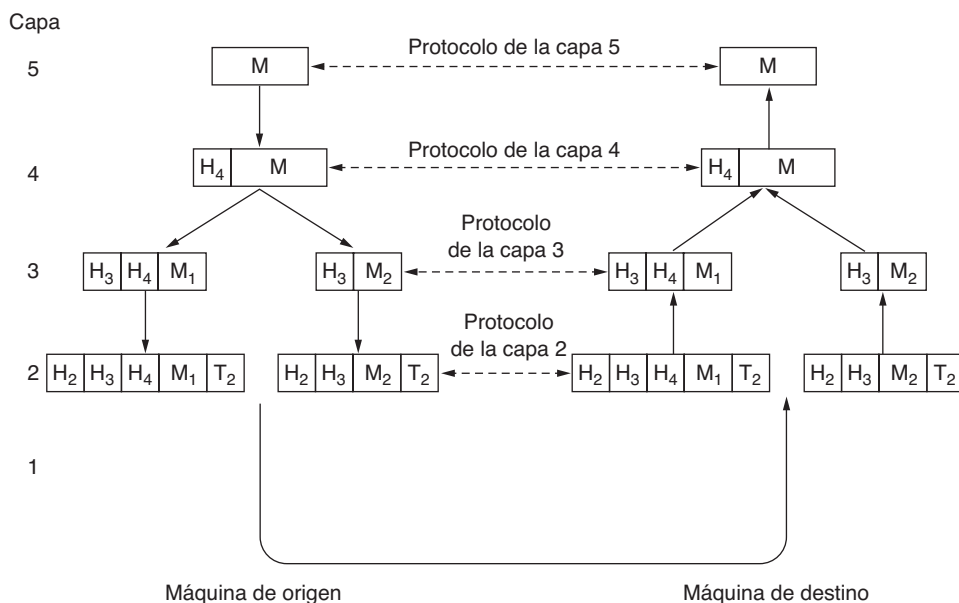 Capa
5 M Protocolo de la capa 5 M
4 H4 M Protocolo de la capa 4 H4 M
Protocolo
de la capa 3
3 H3 H4 M1 H3 M2 H3 H4 M1 H3 M2
Protocolo
de la capa 2
2 H2 H3 H4 M1 T2 H2 H3 M2 T2 H2 H3 H4 M1 T2 H2 H3 M2 T2
1
Máquina de origen Máquina de destino